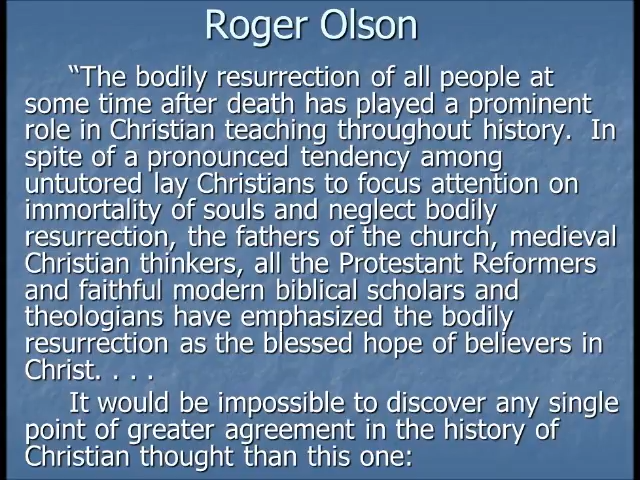 Roger Olson
“The bodily resurrection of all people at
some time after death has played a prominent
role in Christian teaching throughout history.  In
spite of a pronounced tendency among
untutored lay Christians to focus attention on
immortality of souls and neglect bodily
resurrection, the fathers of the church, medieval
Christian thinkers, all the Protestant Reformers
and faithful modern biblical scholars and
theologians have emphasized the bodily
resurrection as the blessed hope of believers in
Christ. . . .
It would be impossible to discover any single
point of greater agreement in the history of
Christian thought than this one: